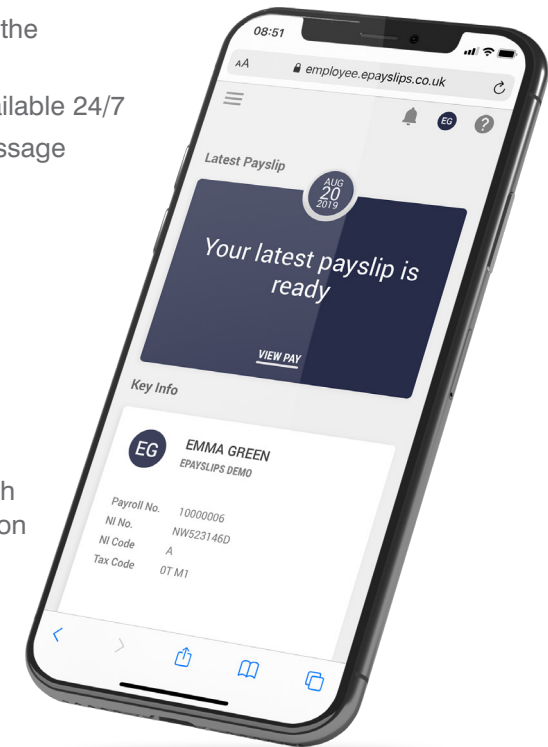 the
ilable 24/7
ssage
h
on
08:51
AA employee.epayslips.co.uk
EG ?
Latest Payslip
AUG
20
2019
Your latest payslip is
ready
VIEW PAY
Key Info
EG EMMA GREEN
EPAYSLIPS DEMO
Payroll No. 10000006
NI No. NW523146D
NI Code A
Tax Code 0T M1